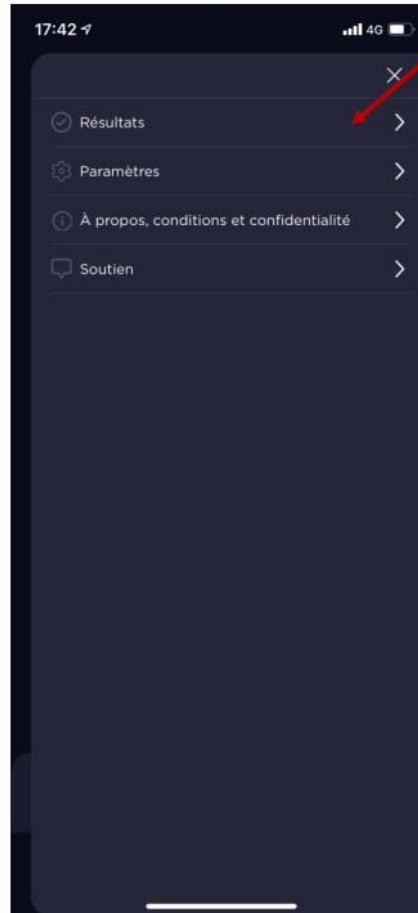 17:42
4G
Résultats
Paramètres
À propos, conditions et confidentialité
Soutien